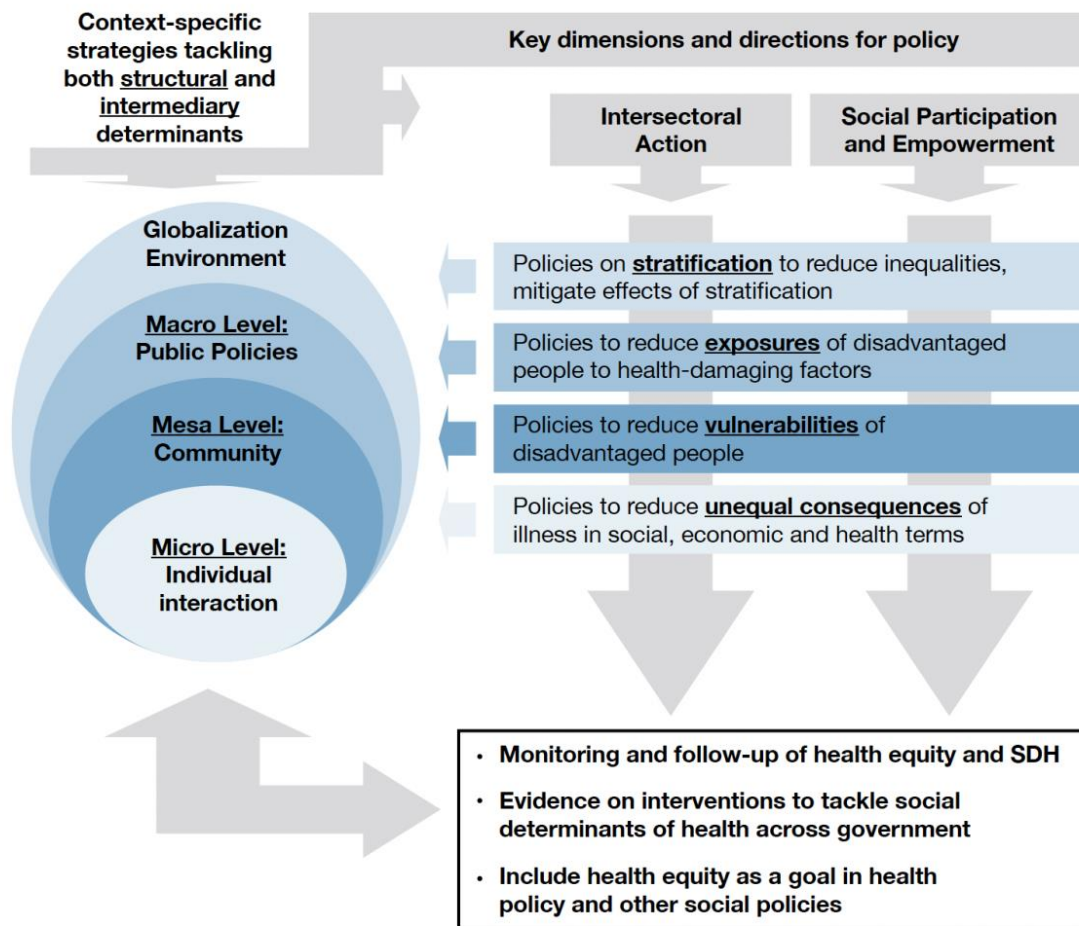 Context-specific
strategies tackling
both structural and
intermediary
determinants
Key dimensions and directions for policy
Intersectoral
Action
Social Participation
and Empowerment
Globalization
Environment
Macro Level:
Public Policies
Mesa Level:
Community
Micro Level:
Individual
interaction
Policies on stratification to reduce inequalities,
mitigate effects of stratification
Policies to reduce exposures of disadvantaged
people to health-damaging factors
Policies to reduce vulnerabilities of
disadvantaged people
Policies to reduce unequal consequences of
illness in social, economic and health terms
• Monitoring and follow-up of health equity and SDH
• Evidence on interventions to tackle social
determinants of health across government
• Include health equity as a goal in health
policy and other social policies